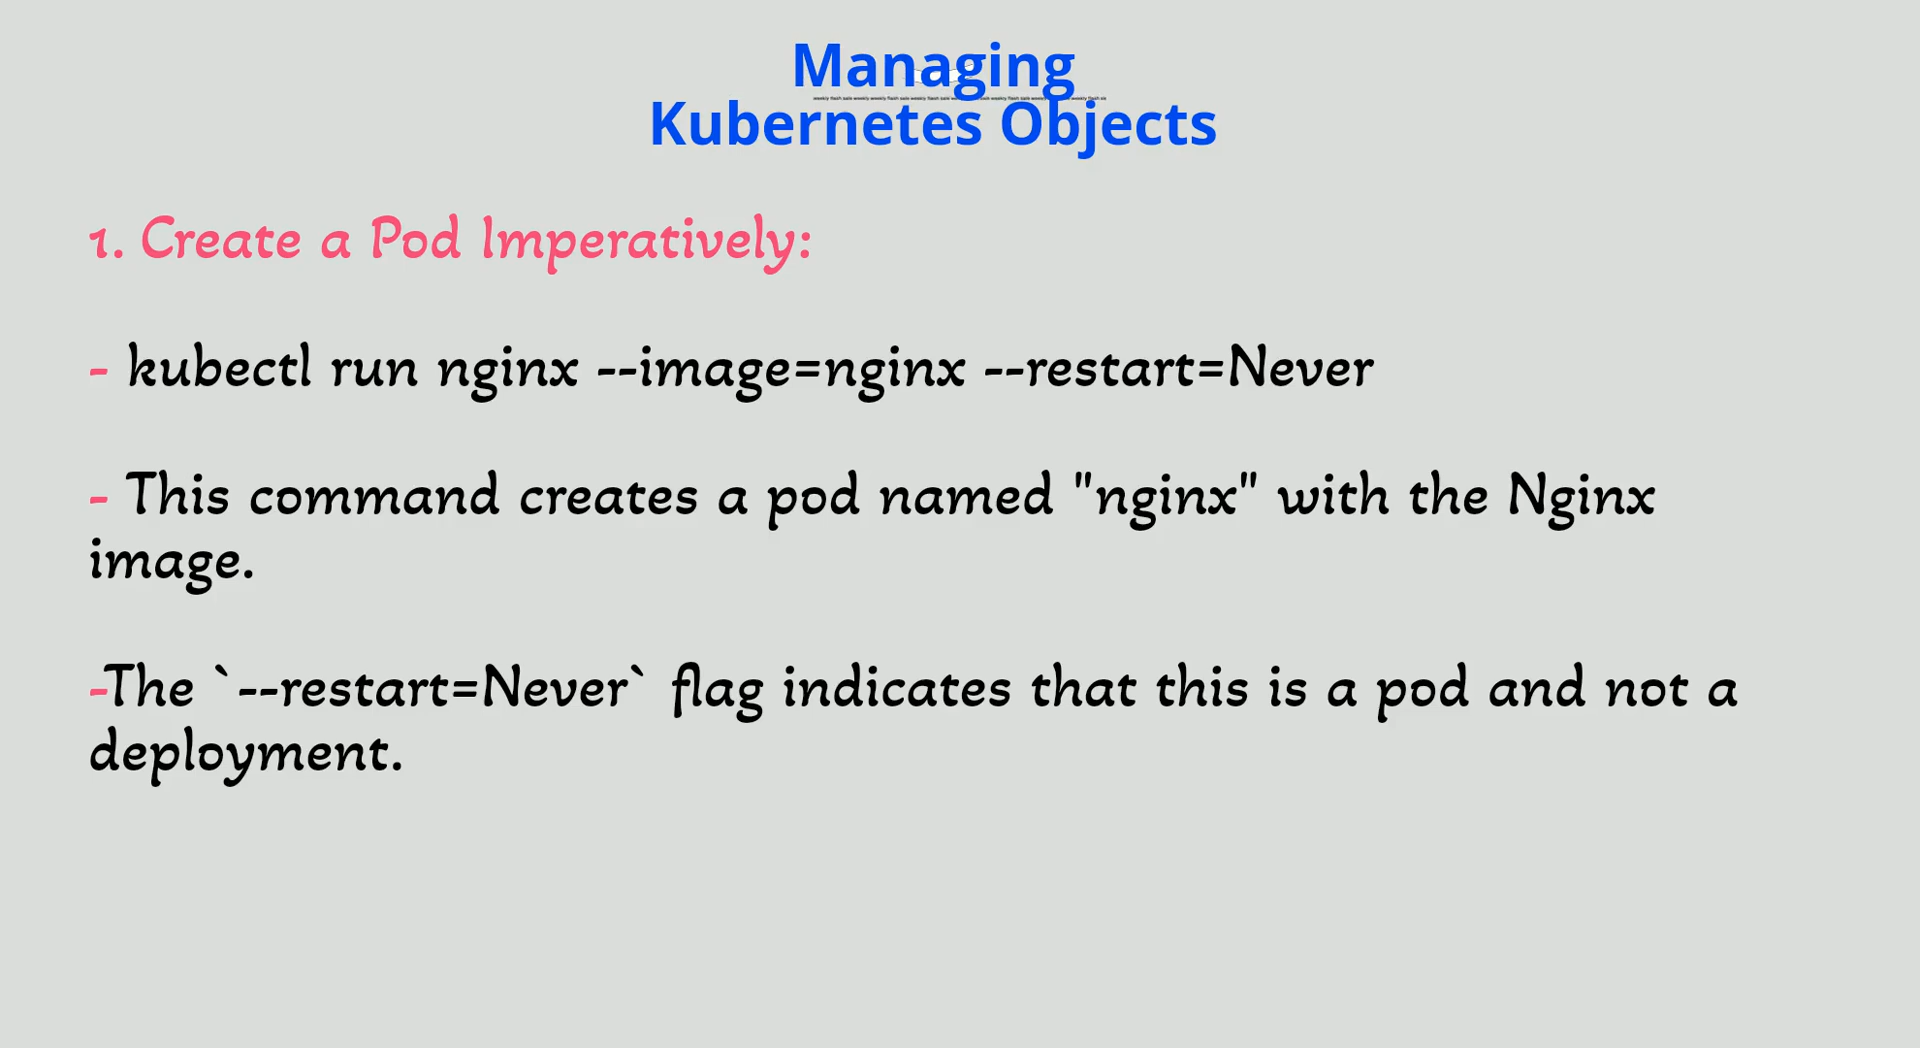 Managing
Kubernetes Objects
1. Create a Pod Imperatively:
- kubectl run nginx --image=nginx --restart=Never
- This command creates a pod named "nginx" with the Nginx
image.
-The `--restart=Never` flag indicates that this is a pod and not a
deployment.